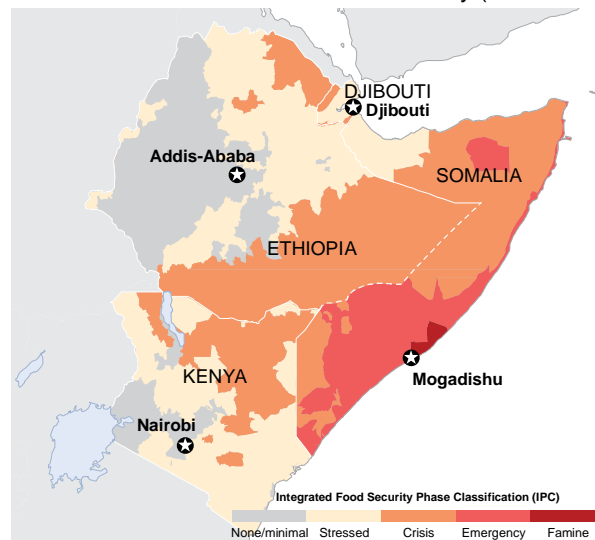 DJIBOUTI
Djibouti
Addis-Ababa
SOMALIA
ETHIOPIA
KENYA
Mogadishu
Nairobi
Integrated Food Security Phase Classification (IPC)
None/minimal Stressed Crisis Emergency Famine